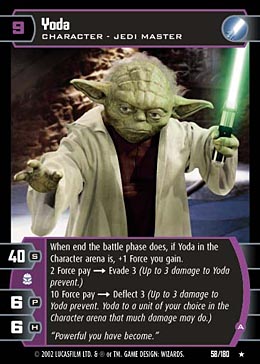 9
Yoda
CHARACTER - JEDI MASTER
40 S
6 P
6 H
When end the battle phase does, if Yoda in the
Character arena is, +1 Force you gain.
2 Force pay → Evade 3 (Up to 3 damage to Yoda
prevent.)
10 Force pay → Deflect 3 (Up to 3 damage to
Yoda prevent. Yoda to a unit of your choice in the
Character arena that much damage may do.)
"Powerful you have become."
A
© 2002 LUCASFILM LTD. & ® or TM. GAME DESIGN: WIZARDS.
58/180 ★